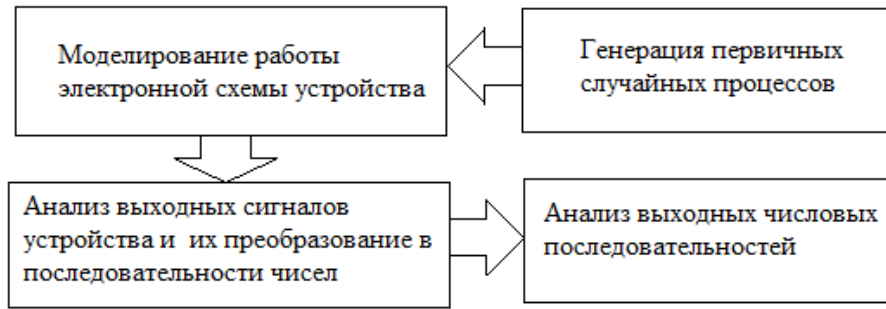 Моделирование работы
электронной схемы устройства
Генерация первичных
случайных процессов
Анализ выходных сигналов
устройства и их преобразование в
последовательности чисел
Анализ выходных числовых
последовательностей